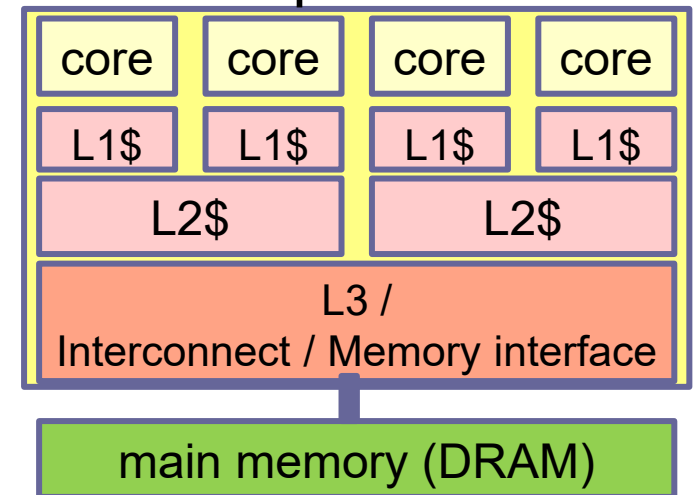 core core core core
L1$ L1$ L1$ L1$
L2$ L2$
L3 /
Interconnect / Memory interface
main memory (DRAM)